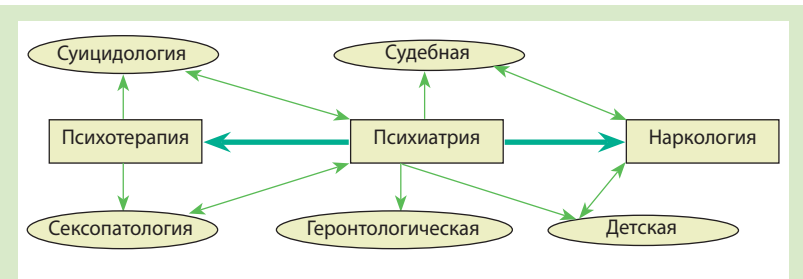 Суицидология
Судебная
Психотерапия
Психиатрия
Наркология
Сексопатология
Геронтологическая
Детская